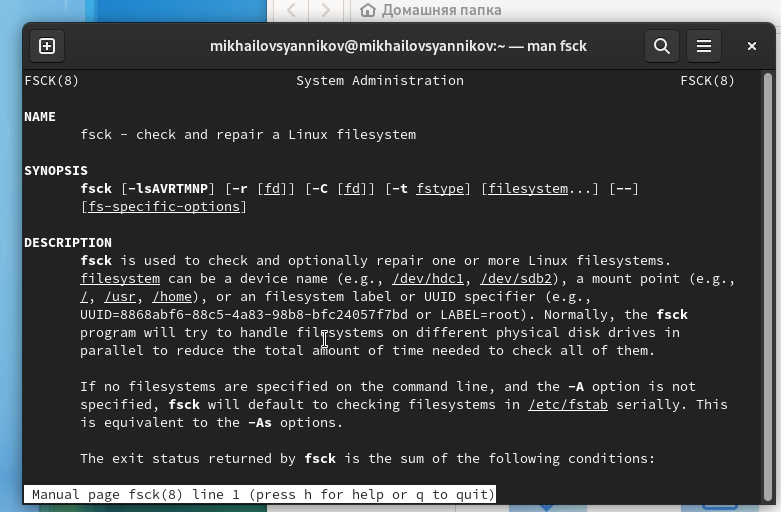 Домашняя папка
mikhailovsyannikov@mikhailovsyannikov:~ — man fsck
FSCK(8) System Administration FSCK(8)
NAME
fsck - check and repair a Linux filesystem
SYNOPSIS
fsck [-lsAVRTMNP] [-r [fd]] [-C [fd]] [-t fstype] [filesystem...] [--]
[fs-specific-options]
DESCRIPTION
fsck is used to check and optionally repair one or more Linux filesystems.
filesystem can be a device name (e.g., /dev/hdc1, /dev/sdb2), a mount point (e.g.,
/, /usr, /home), or an filesystem label or UUID specifier (e.g.,
UUID=8868abf6-88c5-4a83-98b8-bfc24057f7bd or LABEL=root). Normally, the fsck
program will try to handle filesystems on different physical disk drives in
parallel to reduce the total amount of time needed to check all of them.
If no filesystems are specified on the command line, and the -A option is not
specified, fsck will default to checking filesystems in /etc/fstab serially. This
is equivalent to the -As options.
The exit status returned by fsck is the sum of the following conditions:
Manual page fsck(8) line 1 (press h for help or q to quit)